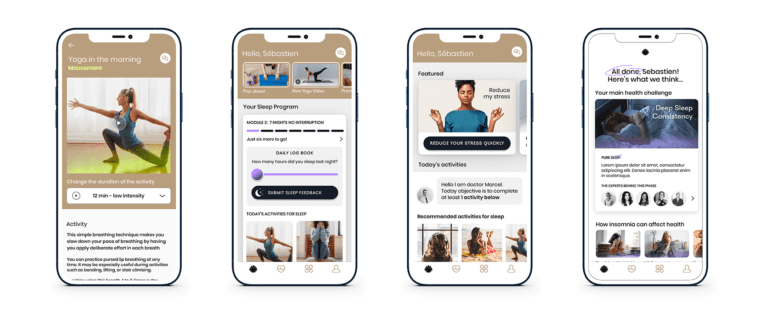 Yoga in the morning
Mouvement
Change the duration of the activity
12 min - low intensity
Activity
This simple breathing technique makes you
slow down your pace of breathing by having
you apply deliberate effort in each breath
You can practice pursed lip breathing at any
time. It may be especially useful during activities
such as bending, lifting, or stair climbing.
Hello, Sébastien
Plan ahead!
New Yoga Video
Your Sleep Program
MODULE 2: 7 NIGHTS NO INTERRUPTION
Just six more to go!
DAILY LOG BOOK
How many hours did you sleep last night?
SUBMIT SLEEP FEEDBACK
TODAY'S ACTIVITIES FOR SLEEP
Hello, Sébastien
Featured
Reduce
my stress
REDUCE YOUR STRESS QUICKLY
Today's activities
Hello I am doctor Marcel.
Today objective is to complete
at least 1 activity below
Recommended activities for sleep
All done, Sebastien!
Here's what we think...
Your main health challenge
Deep Sleep
Consistency
PURE SLEEP
Lorem ipsum dolor sit amet, consectetur
adipiscing elit. Donec lacinia placerat enim
in vulputate.
THE EXPERTS BEHIND THIS PHASE
How insomnia can affect health